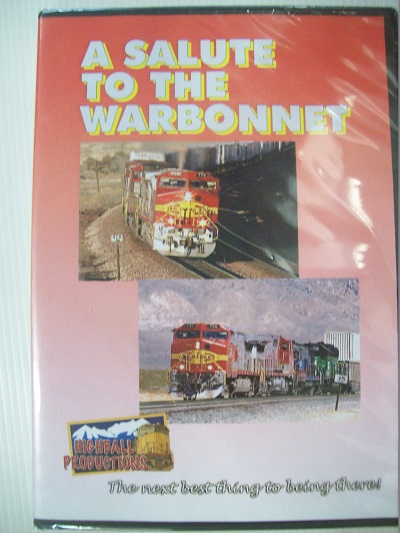 A SALUTE
TO THE
WARBONNET
HIGHBALL
PRODUCTIONS
The next best thing to being there!